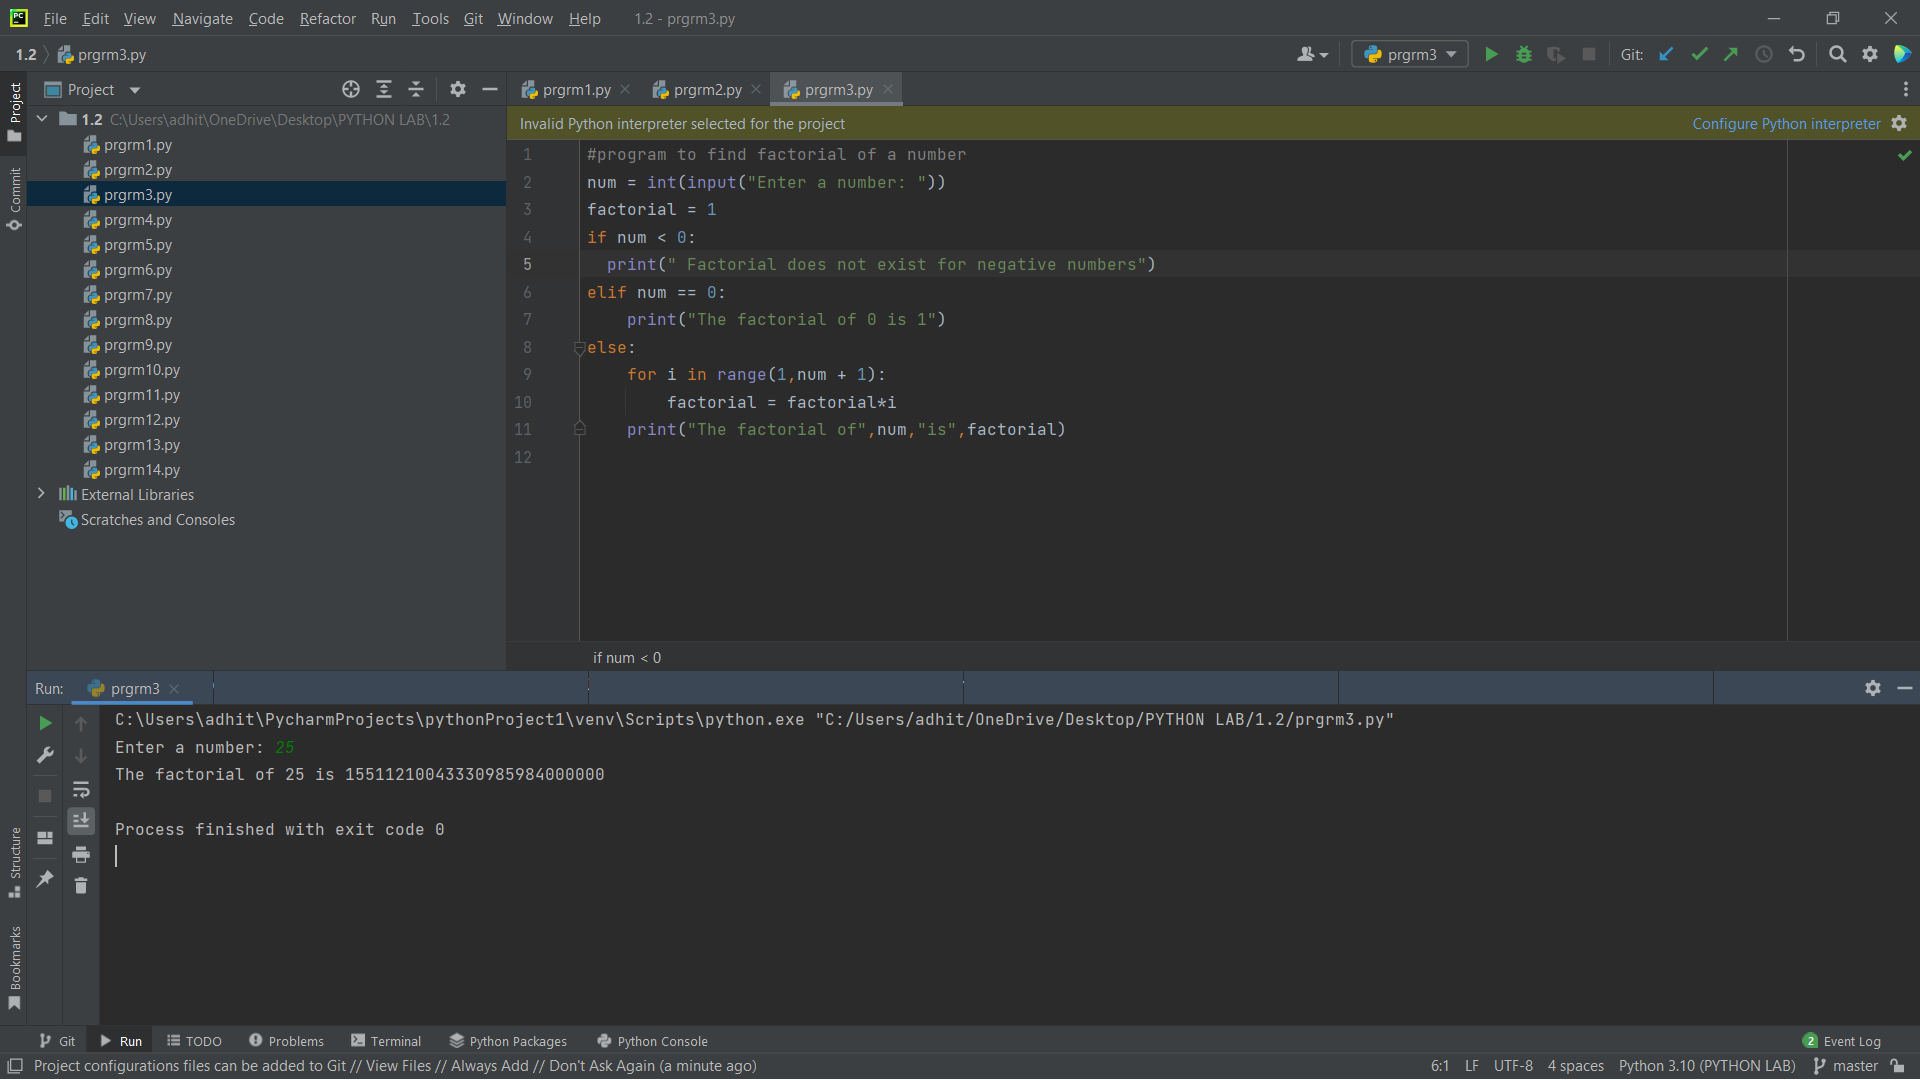 File Edit View Navigate Code Refactor Run Tools Git Window Help 1.2 - prgrm3.py
1.2 prgrm3.py prgrm3 Git:
Project prgrm1.py prgrm2.py prgrm3.py
Invalid Python interpreter selected for the project Configure Python interpreter
Project
Commit
Structure
Bookmarks
1.2 C:\Users\adhit\OneDrive\Desktop\PYTHON LAB\1.2
prgrm1.py
prgrm2.py
prgrm3.py
prgrm4.py
prgrm5.py
prgrm6.py
prgrm7.py
prgrm8.py
prgrm9.py
prgrm10.py
prgrm11.py
prgrm12.py
prgrm13.py
prgrm14.py
External Libraries
Scratches and Consoles
1 #program to find factorial of a number
2 num = int(input("Enter a number: "))
3 factorial = 1
4 if num < 0:
5 print(" Factorial does not exist for negative numbers")
6 elif num == 0:
7 print("The factorial of 0 is 1")
8 else:
9 for i in range(1,num + 1):
10 factorial = factorial*i
11 print("The factorial of",num,"is",factorial)
12
if num < 0
Run: prgrm3
C:\Users\adhit\PycharmProjects\pythonProject1\venv\Scripts\python.exe "C:/Users/adhit/OneDrive/Desktop/PYTHON LAB/1.2/prgrm3.py"
Enter a number: 25
The factorial of 25 is 15511210043330985984000000
Process finished with exit code 0
Git Run TODO Problems Terminal Python Packages Python Console 2 Event Log
Project configurations files can be added to Git // View Files // Always Add // Don't Ask Again (a minute ago) 6:1 LF UTF-8 4 spaces Python 3.10 (PYTHON LAB) master